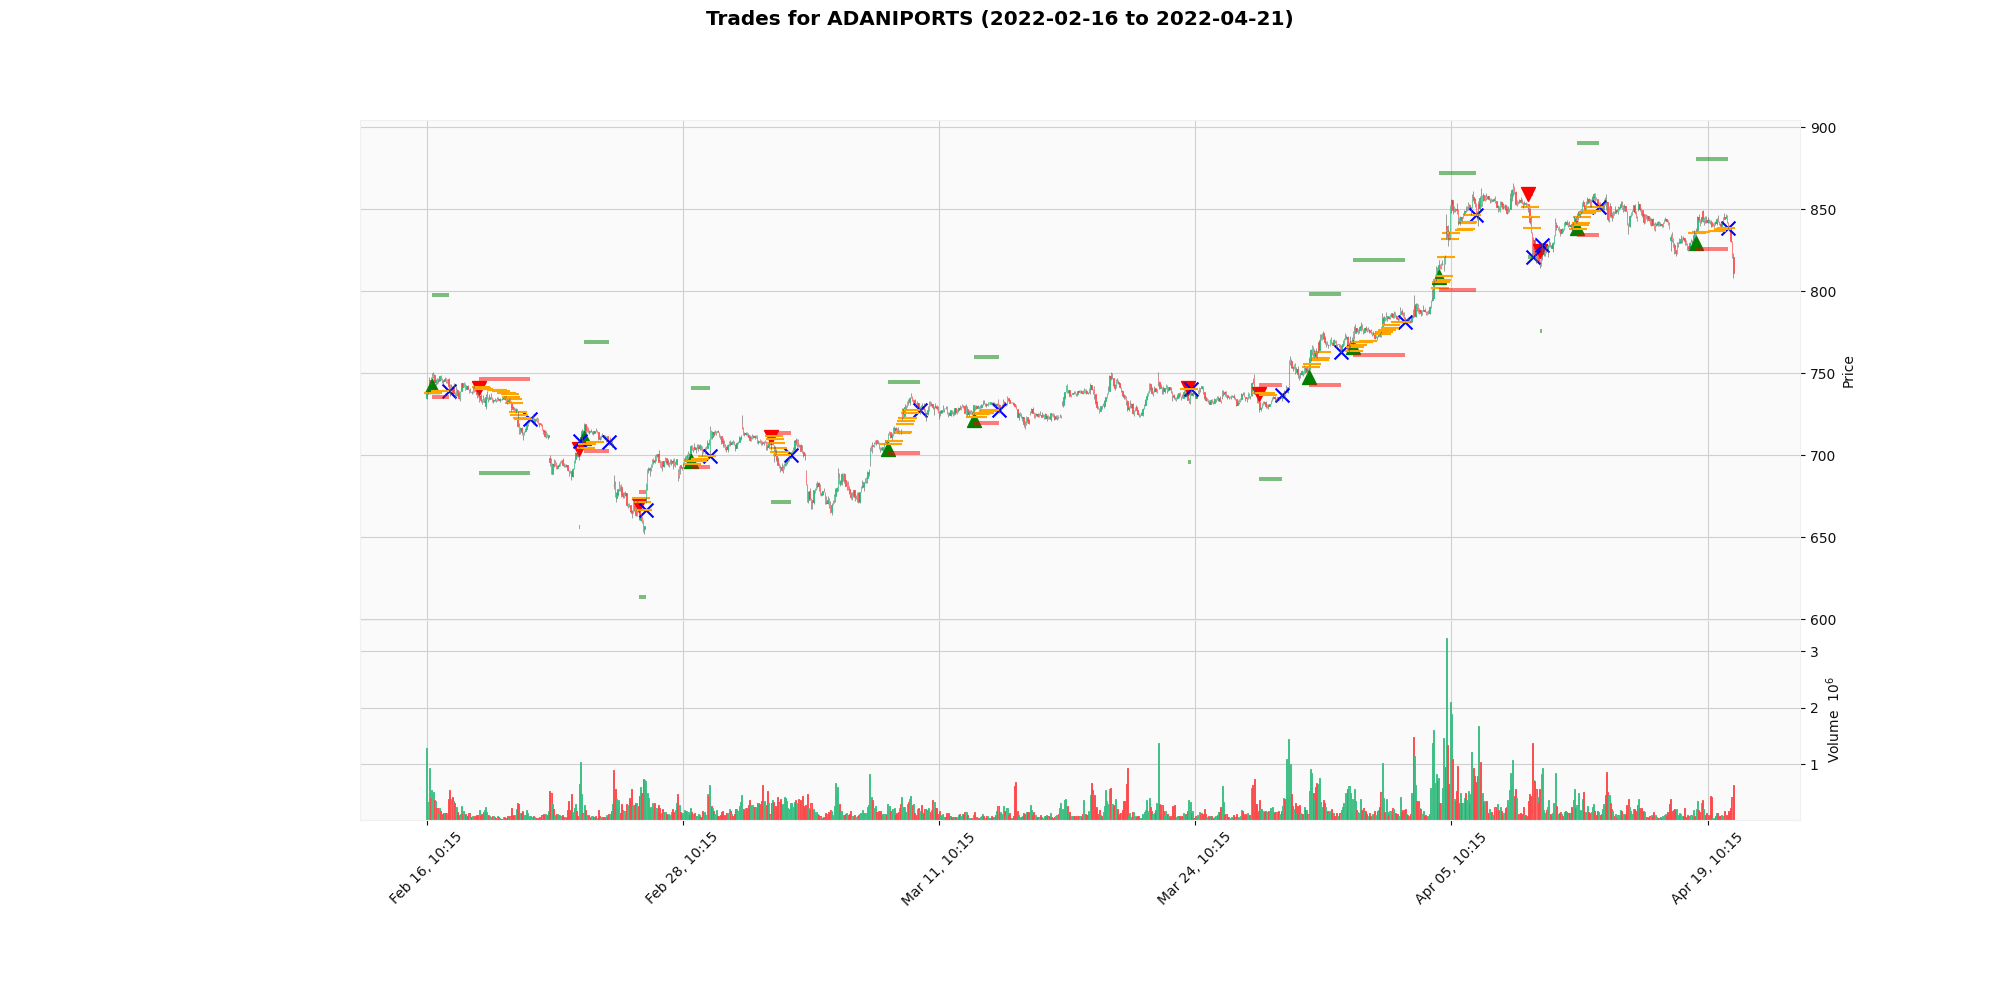 Trades for ADANIPORTS (2022-02-16 to 2022-04-21)
900
850
800
750
700
650
600
Price
3
2
1
Volume 10^6
Feb 16, 10:15
Feb 28, 10:15
Mar 11, 10:15
Mar 24, 10:15
Apr 05, 10:15
Apr 19, 10:15